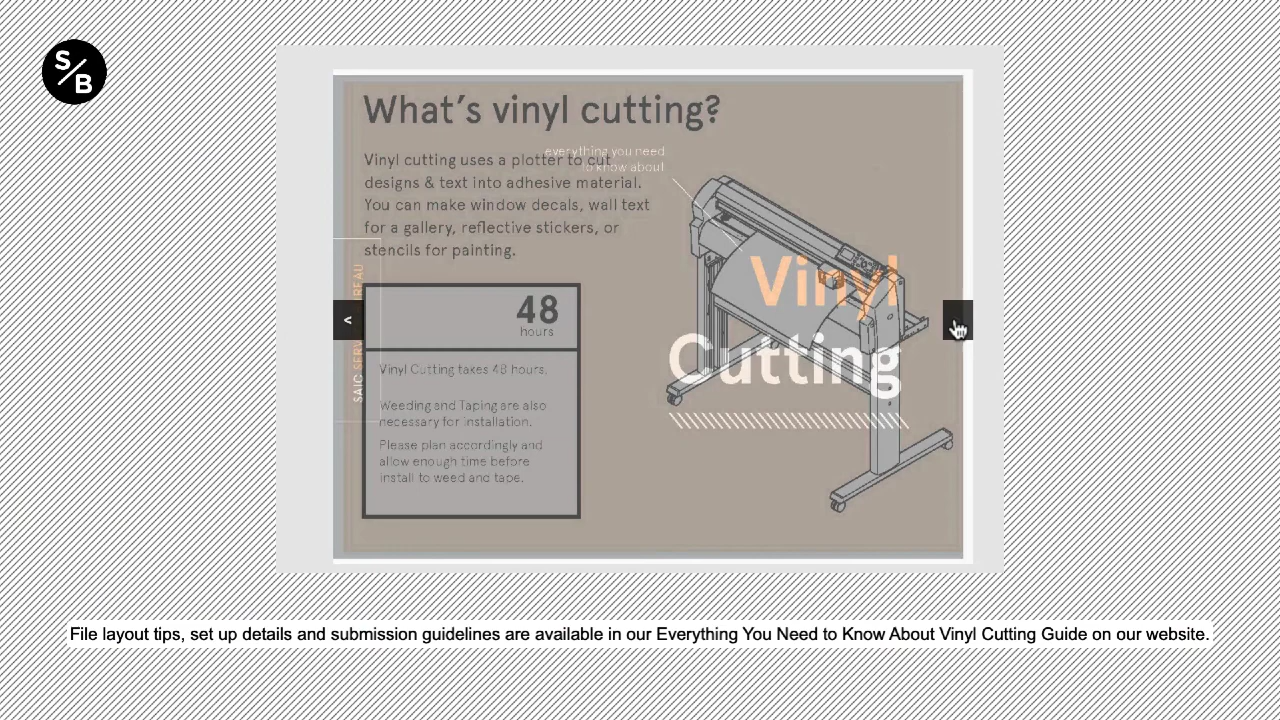 S/B
What's vinyl cutting?
everything you need
to know about
Vinyl cutting uses a plotter to cut
designs & text into adhesive material.
You can make window decals, wall text
for a gallery, reflective stickers, or
stencils for painting.
Vinyl
Cutting
48
hours
Vinyl Cutting takes 48 hours.
Weeding and Taping are also
necessary for installation.
Please plan accordingly and
allow enough time before
install to weed and tape.
SAIC
<
File layout tips, set up details and submission guidelines are available in our Everything You Need to Know About Vinyl Cutting Guide on our website.